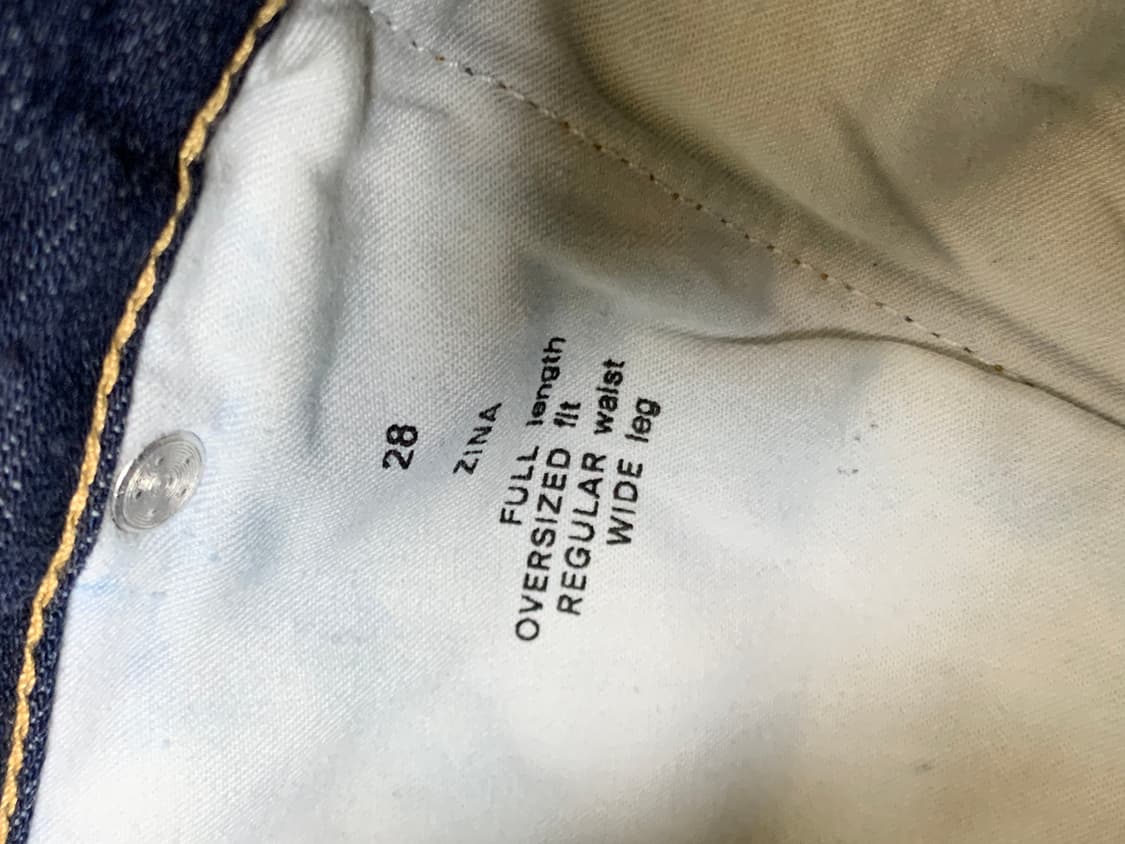 28
ZINA
FULL length
OVERSIZED fit
REGULAR waist
WIDE leg